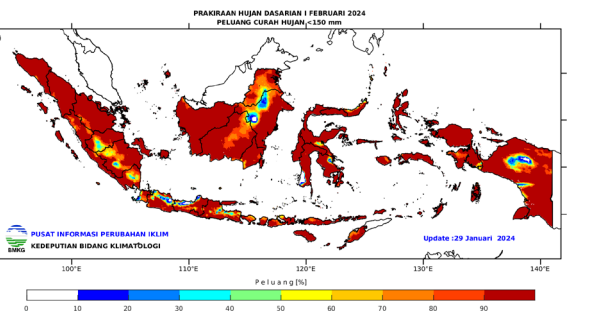 PRAKIRAAN HUJAN DASARIAN I FEBRUARI 2024
PELUANG CURAH HUJAN <150 mm
PUSAT INFORMASI PERUBAHAN IKLIM
KEDEPUTIAN BIDANG KLIMATOLOGI
BMKG
Update :29 Januari 2024
100°E 110°E 120°E 130°E 140°E
Peluang[%]
0 10 20 30 40 50 60 70 80 90